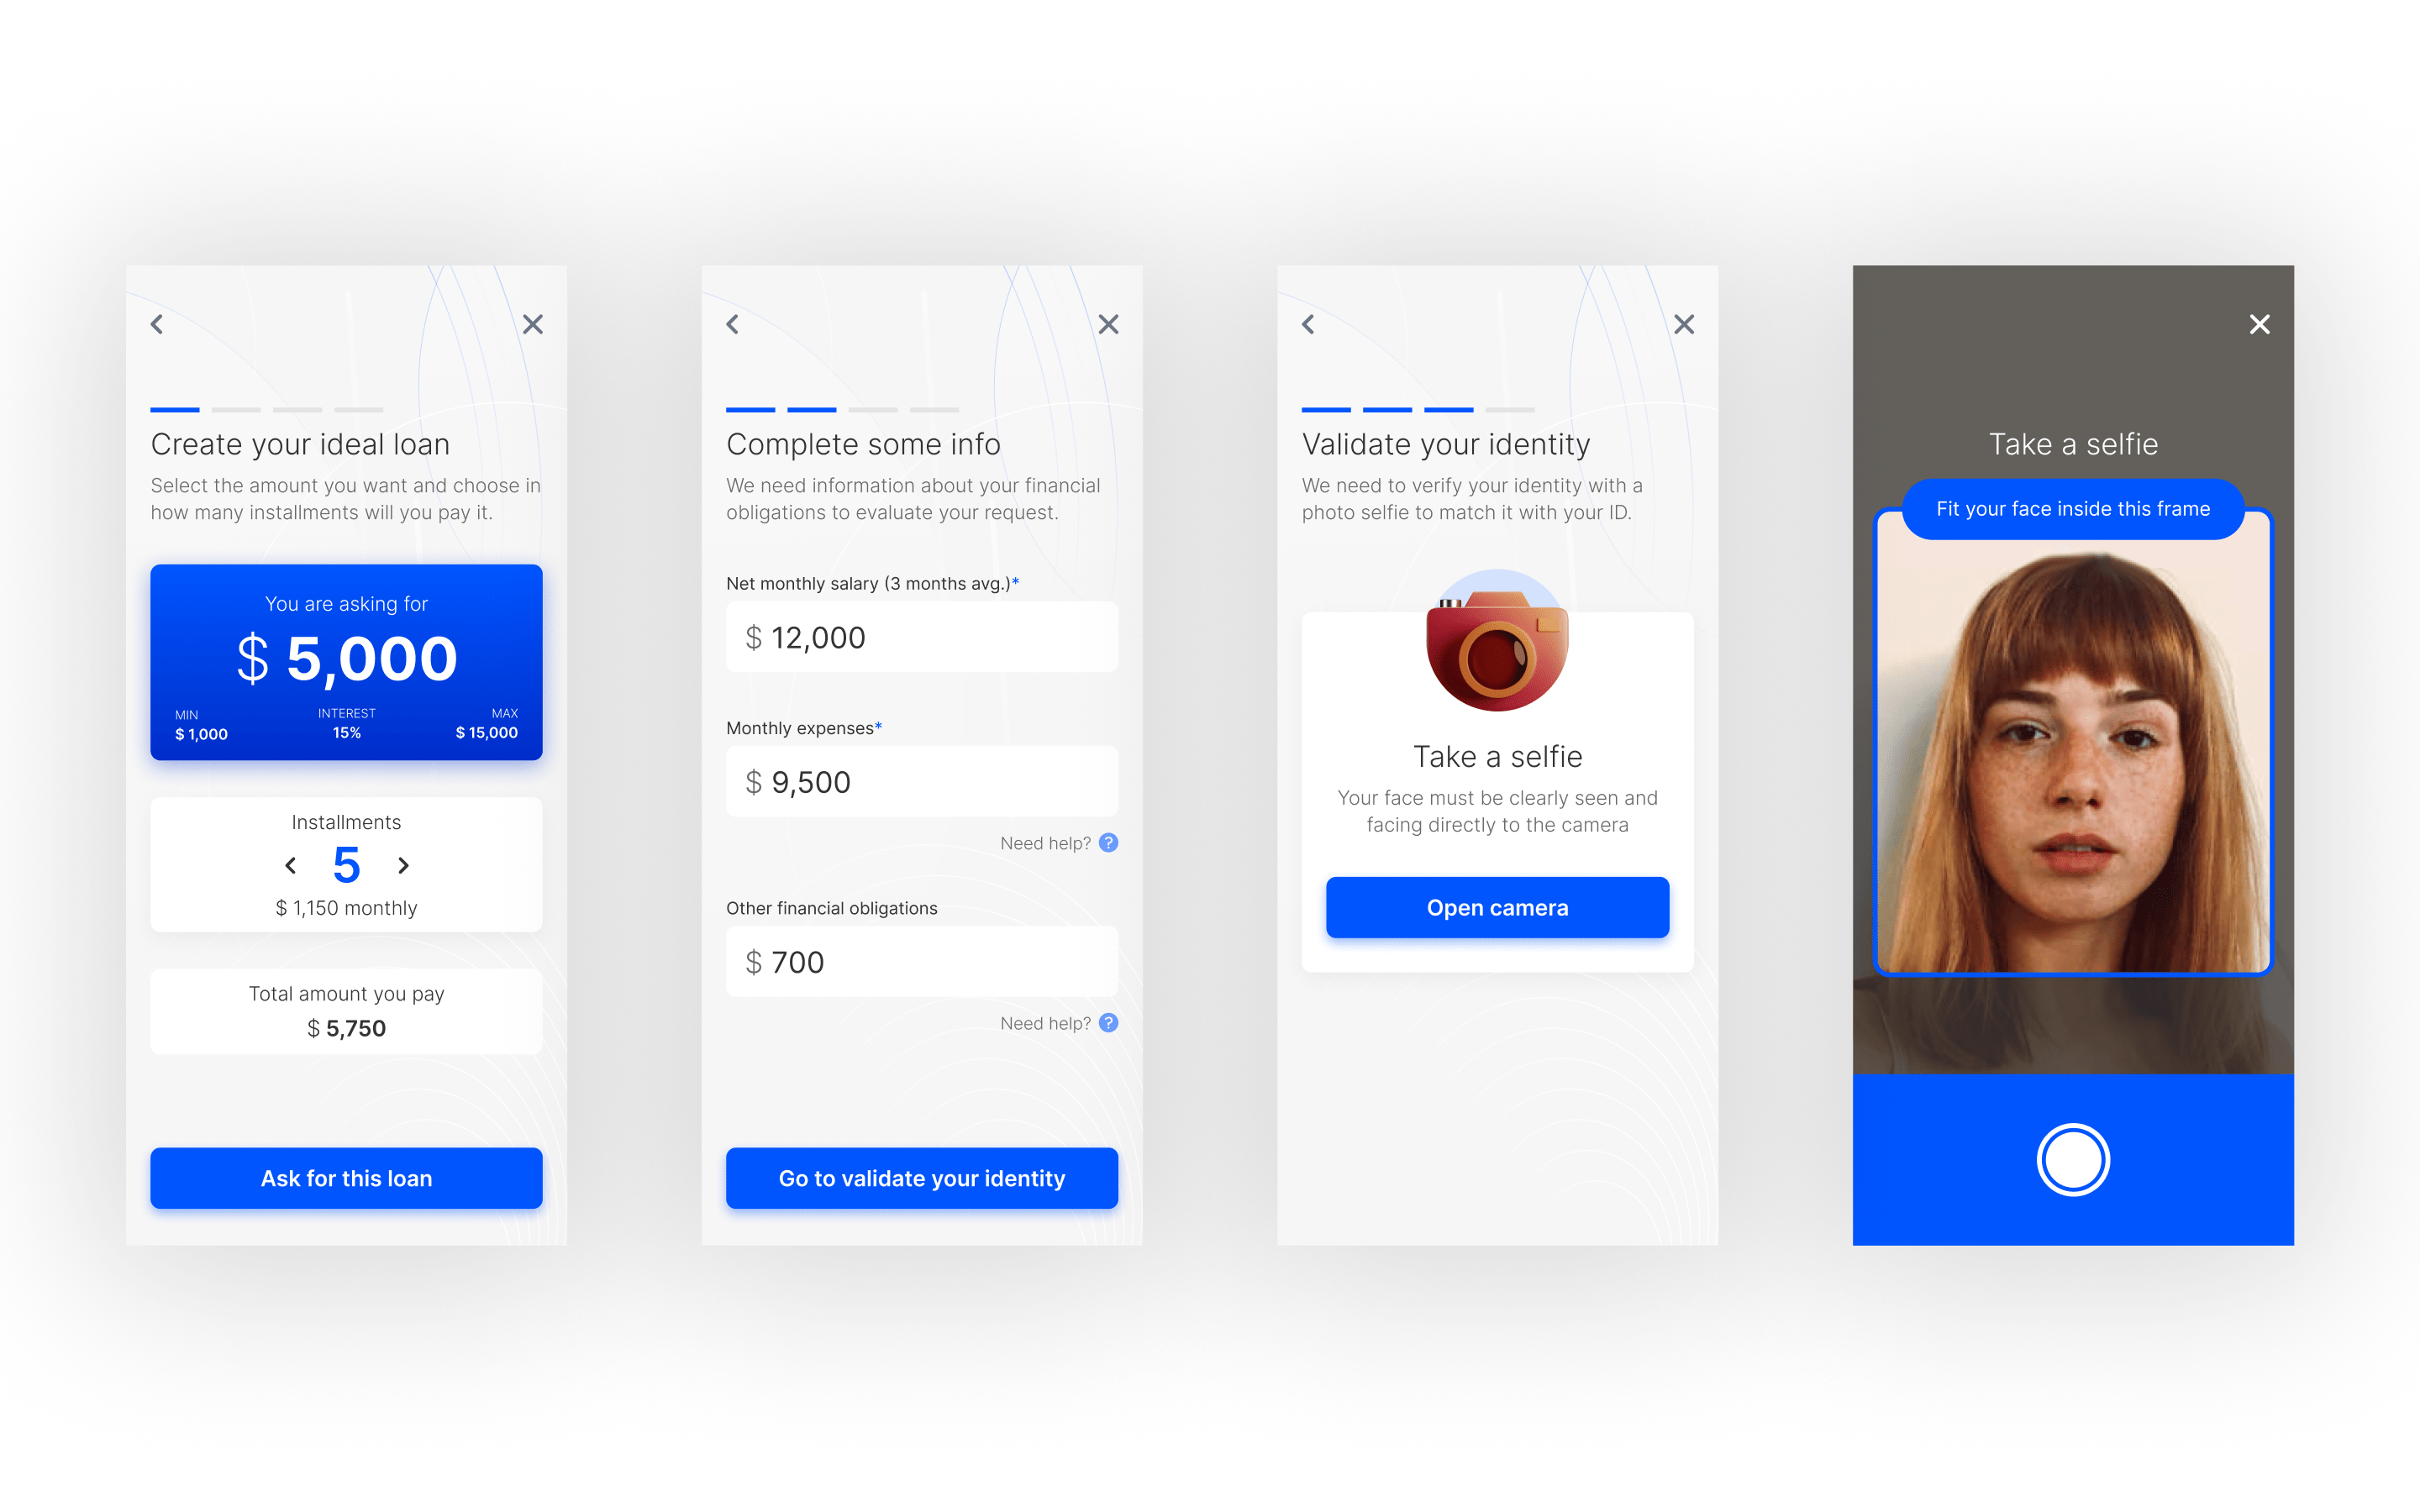 Create your ideal loan
Select the amount you want and choose in
how many installments will you pay it.
You are asking for
$ 5,000
MIN
$ 1,000
INTEREST
15%
MAX
$ 15,000
Installments
5
$ 1,150 monthly
Total amount you pay
$ 5,750
Ask for this loan
Complete some info
We need information about your financial
obligations to evaluate your request.
Net monthly salary (3 months avg.)*
$ 12,000
Monthly expenses*
$ 9,500
Need help? ?
Other financial obligations
$ 700
Need help? ?
Go to validate your identity
Validate your identity
We need to verify your identity with a
photo selfie to match it with your ID.
Take a selfie
Your face must be clearly seen and
facing directly to the camera
Open camera
Take a selfie
Fit your face inside this frame